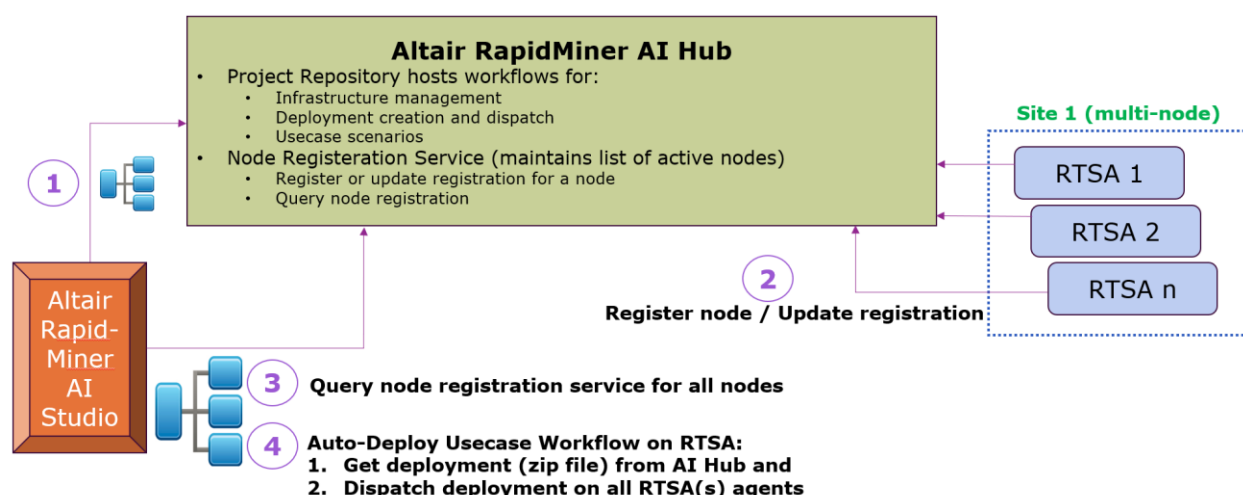 Altair RapidMiner AI Hub
• Project Repository hosts workflows for:
• Infrastructure management
• Deployment creation and dispatch
• Usecase scenarios
• Node Registeration Service (maintains list of active nodes)
• Register or update registration for a node
• Query node registration
Site 1 (multi-node)
RTSA 1
RTSA 2
RTSA n
1
2
Register node / Update registration
Altair
Rapid-
Miner
AI
Studio
3
Query node registration service for all nodes
4
Auto-Deploy Usecase Workflow on RTSA:
1. Get deployment (zip file) from AI Hub and
2. Dispatch deployment on all RTSA(s) agents